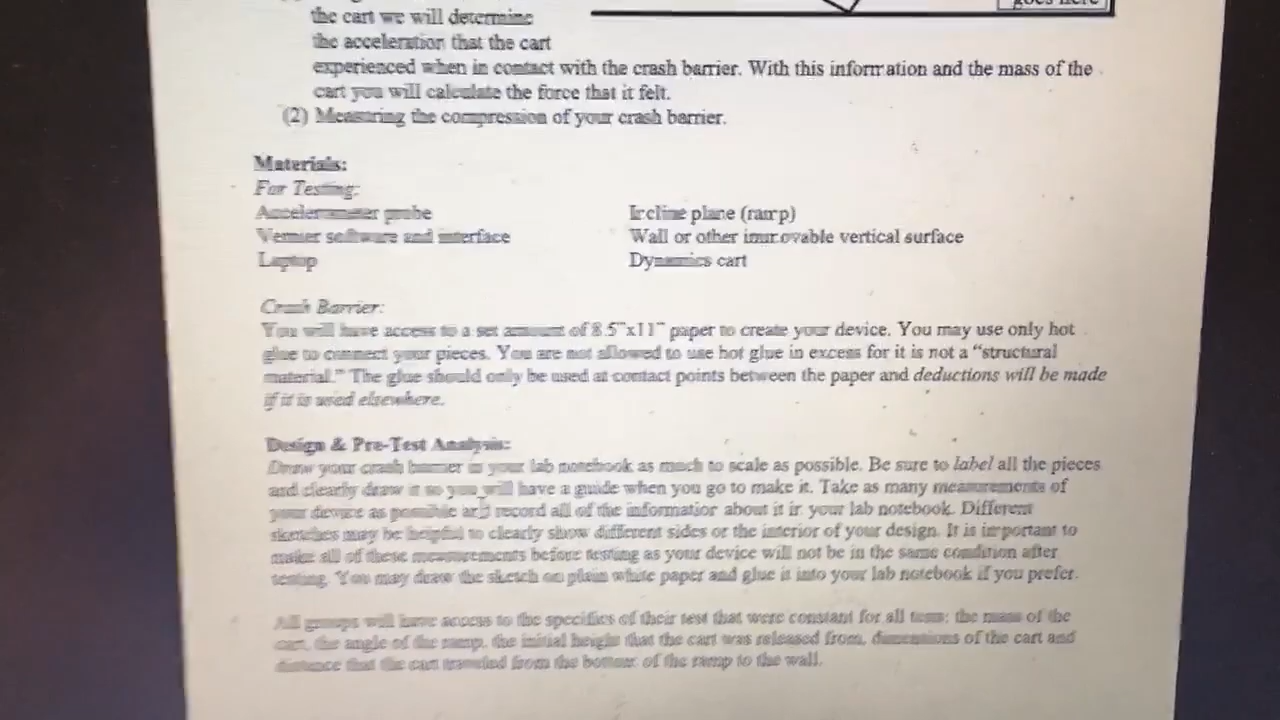 the cart we will determine
goes here
the acceleration that the cart
experienced when in contact with the crash barrier. With this information and the mass of the
cart you will calculate the force that it felt.
(2) Measuring the compression of your crash barrier.
Materials:
For Testing:
Accelerometer probe
Incline plane (ramp)
Vernier software and interface
Wall or other immovable vertical surface
Laptop
Dynamics cart
Crash Barrier:
You will have access to a set amount of 8.5"x11" paper to create your device. You may use only hot
glue to connect your pieces. You are not allowed to use hot glue in excess for it is not a "structural
material." The glue should only be used at contact points between the paper and deductions will be made
if it is used elsewhere.
Design & Pre-Test Analysis:
Draw your crash barrier in your lab notebook as much to scale as possible. Be sure to label all the pieces
and clearly draw it so you will have a guide when you go to make it. Take as many measurements of
your device as possible and record all of the information about it in your lab notebook. Different
sketches may be helpful to clearly show different sides or the interior of your design. It is important to
make all of these measurements before testing as your device will not be in the same condition after
testing. You may draw the sketch on plain white paper and glue it into your lab notebook if you prefer.
All groups will have access to the specifics of their test that were constant for all teams: the mass of the
cart, the angle of the ramp, the initial height that the cart was released from, dimensions of the cart and
distance that the cart traveled from the bottom of the ramp to the wall.